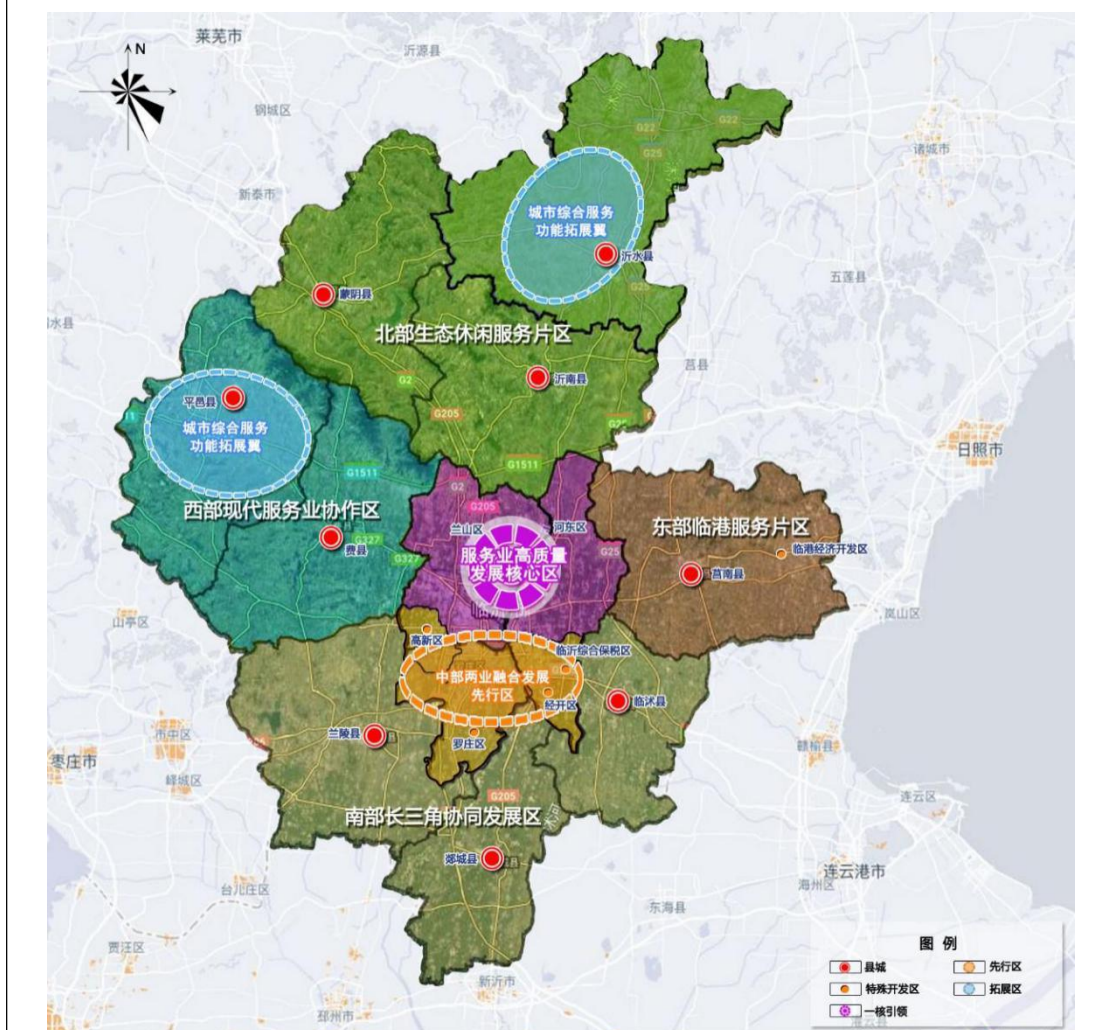 莱芜市
沂源县
N
钢城区
G22
G22
诸城市
G25
新泰市
城市综合服务
功能拓展翼
沂水县
五莲县
G25
蒙阴县
北部生态休闲服务片区
莒县
G2
沂南县
平邑县
G205
城市综合服务
功能拓展翼
日照市
G1511
G1511
G2
西部现代服务业协作区
G205
兰山区
河东区
东部临港服务片区
费县
G327
G327
服务业高质量
发展核心区
G25
临港经济开发区
莒南县
岚山区
山亭区
高新区
临沂综合保税区
中部两业融合发展
先行区
经开区
临沭县
兰陵县
罗庄区
市中区
赣榆区
枣庄市
峄城区
G205
连云区
南部长三角协同发展区
沭河
郯城县
连云港市
海州区
台儿庄区
东海县
贾汪区
图 例
县城
先行区
特殊开发区
拓展区
一核引领
新沂市
邳州市
灌云县